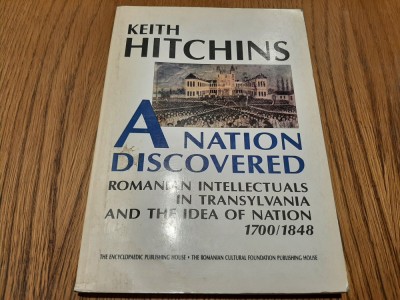 KEITH
HITCHINS
A NATION
DISCOVERED
ROMANIAN INTELLECTUALS
IN TRANSYLVANIA
AND THE IDEA OF NATION
1700/1848
THE ENCYCLOPAEDIC PUBLISHING HOUSE • THE ROMANIAN CULTURAL FOUNDATION PUBLISHING HOUSE